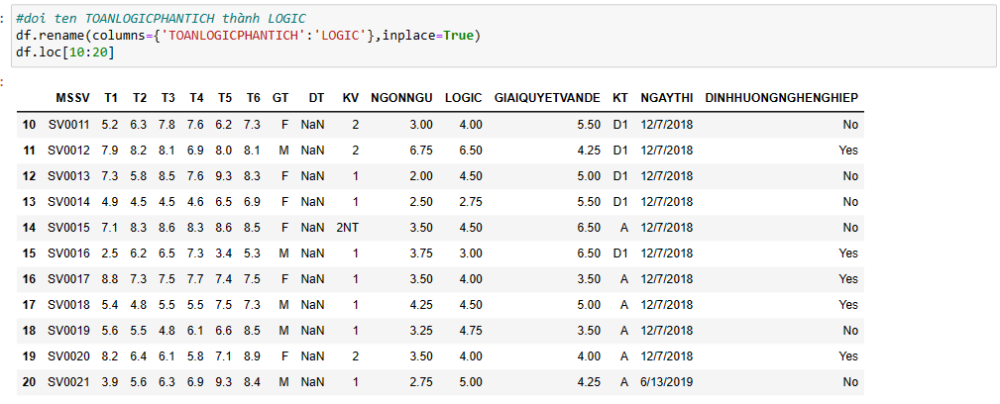 : #doi ten TOANLOGICPHANTICH thành LOGIC
df.rename(columns={'TOANLOGICPHANTICH':'LOGIC'},inplace=True)
df.loc[10:20]
:
MSSV T1 T2 T3 T4 T5 T6 GT DT KV NGONNGU LOGIC GIAIQUYETVANDE KT NGAYTHI DINHHUONGNGHENGHIEP
10 SV0011 5.2 6.3 7.8 7.6 6.2 7.3 F NaN 2 3.00 4.00 5.50 D1 12/7/2018 No
11 SV0012 7.9 8.2 8.1 6.9 8.0 8.1 M NaN 2 6.75 6.50 4.25 D1 12/7/2018 Yes
12 SV0013 7.3 5.8 8.5 7.6 9.3 8.3 F NaN 1 2.00 4.50 5.00 D1 12/7/2018 No
13 SV0014 4.9 4.5 4.5 4.6 6.5 6.9 F NaN 1 2.50 2.75 5.50 D1 12/7/2018 No
14 SV0015 7.1 8.3 8.6 8.3 8.6 8.5 F NaN 2NT 3.50 4.50 6.50 A 12/7/2018 No
15 SV0016 2.5 6.2 6.5 7.3 3.4 5.3 M NaN 1 3.75 3.00 6.50 D1 12/7/2018 Yes
16 SV0017 8.8 7.3 7.5 7.7 7.4 7.5 F NaN 1 3.50 4.00 3.50 A 12/7/2018 Yes
17 SV0018 5.4 4.8 5.5 5.5 7.5 7.3 M NaN 1 4.25 4.50 5.00 A 12/7/2018 Yes
18 SV0019 5.6 5.5 4.8 6.1 6.6 8.5 M NaN 1 3.25 4.75 3.50 A 12/7/2018 No
19 SV0020 8.2 6.4 6.1 5.8 7.1 8.9 F NaN 2 3.50 4.00 4.00 A 12/7/2018 Yes
20 SV0021 3.9 5.6 6.3 6.9 9.3 8.4 M NaN 1 2.75 5.00 4.25 A 6/13/2019 No